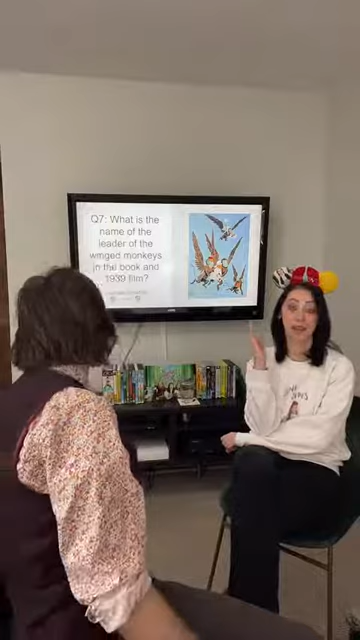 Q7: What is the
name of the
leader of the
winged monkeys
in the book and
1939 film?